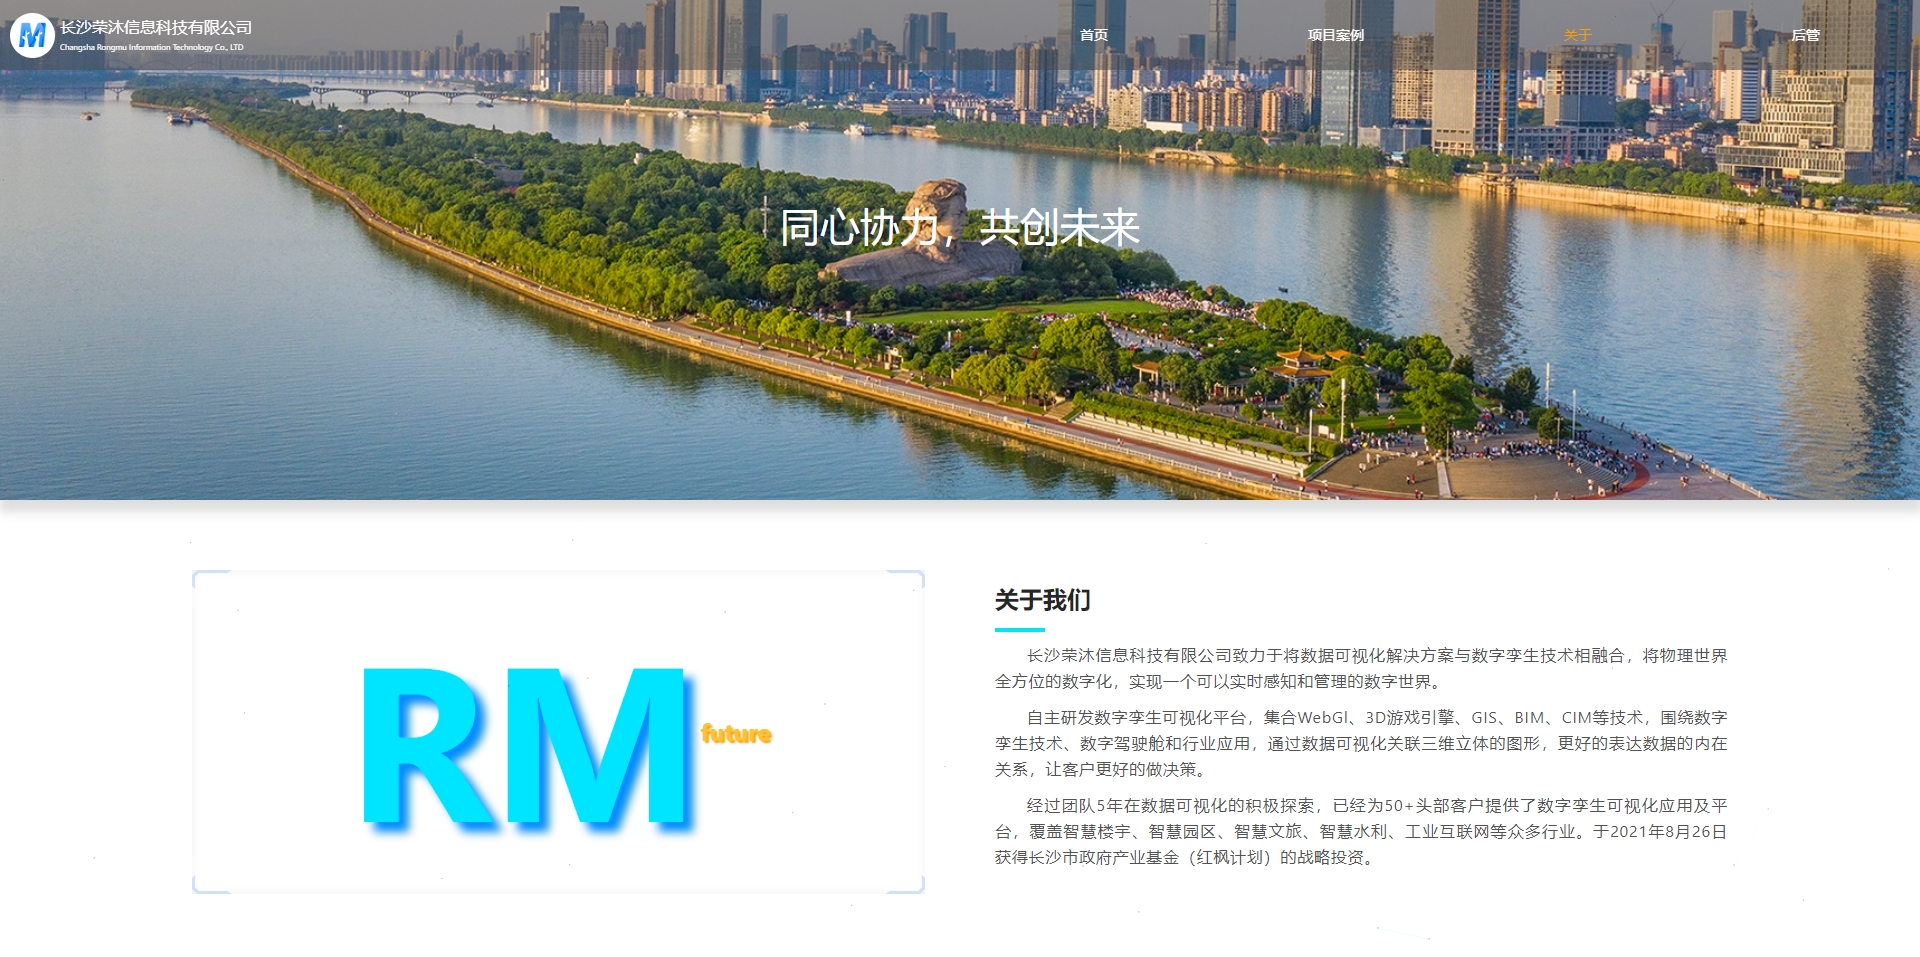 长沙荣沐信息科技有限公司
Changsha Rongmu Information Technology Co., LTD
首页
项目案例
关于
后管
同心协力，共创未来
RM
future
关于我们
长沙荣沐信息科技有限公司致力于将数据可视化解决方案与数字孪生技术相融合，将物理世界
全方位的数字化，实现一个可以实时感知和管理的数字世界。
自主研发数字孪生可视化平台，集合WebGl、3D游戏引擎、GIS、BIM、CIM等技术，围绕数字
孪生技术、数字驾驶舱和行业应用，通过数据可视化关联三维立体的图形，更好的表达数据的内在
关系，让客户更好的做决策。
经过团队5年在数据可视化的积极探索，已经为50+头部客户提供了数字孪生可视化应用及平
台，覆盖智慧楼宇、智慧园区、智慧文旅、智慧水利、工业互联网等众多行业。于2021年8月26日
获得长沙市政府产业基金（红枫计划）的战略投资。